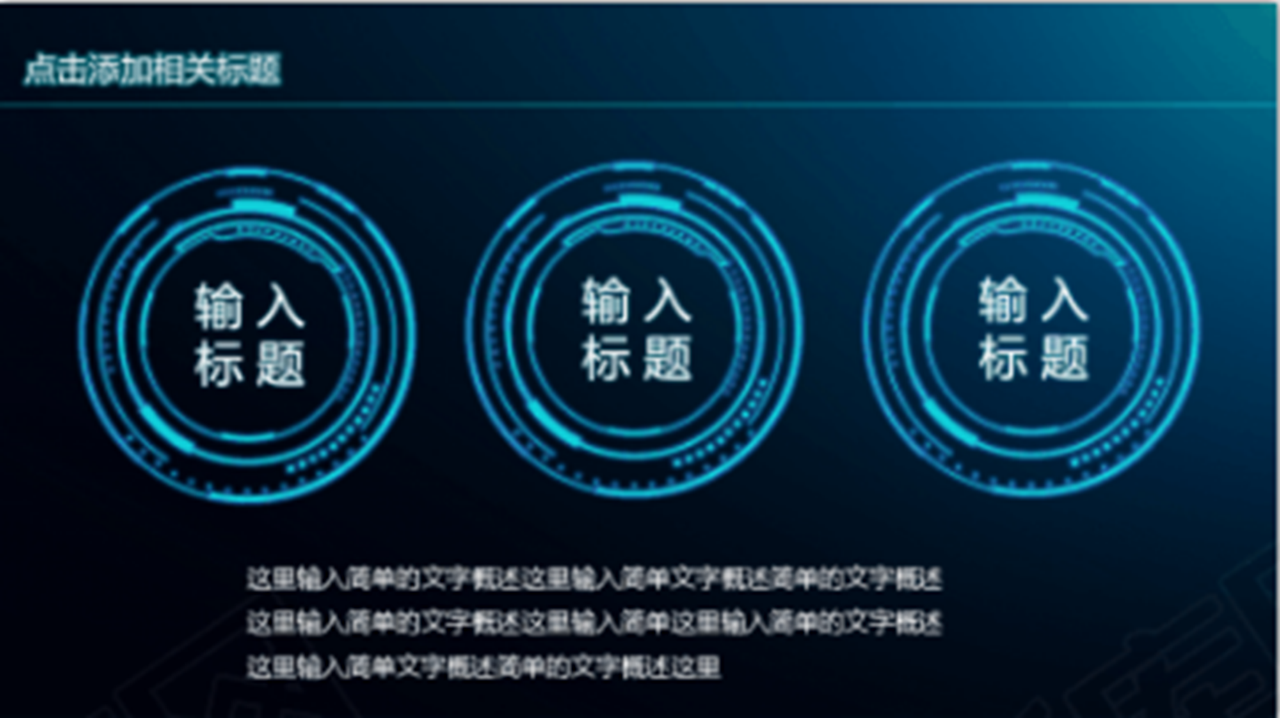 点击添加相关标题
输入
标题
输入
标题
输入
标题
这里输入简单的文字概述这里输入简单文字概述简单的文字概述
这里输入简单的文字概述这里输入简单这里输入简单的文字概述
这里输入简单文字概述简单的文字概述这里